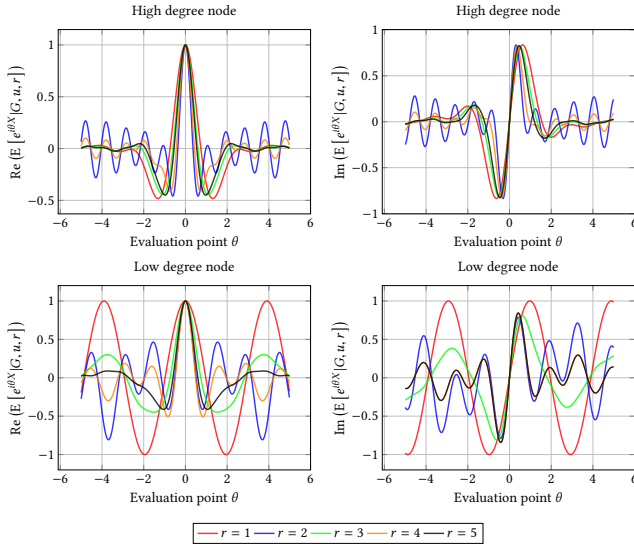 High degree node
High degree node
Re (E [e^{iθX}|G, u, r])
1
0.5
0
−0.5
−6 −4 −2 0 2 4 6
Evaluation point θ
Im (E [e^{iθX}|G, u, r])
1
0.5
0
−0.5
−1
−6 −4 −2 0 2 4 6
Evaluation point θ
Low degree node
Low degree node
Re (E [e^{iθX}|G, u, r])
1
0.5
0
−0.5
−1
−6 −4 −2 0 2 4 6
Evaluation point θ
Im (E [e^{iθX}|G, u, r])
1
0.5
0
−0.5
−1
−6 −4 −2 0 2 4 6
Evaluation point θ
r = 1 r = 2 r = 3 r = 4 r = 5